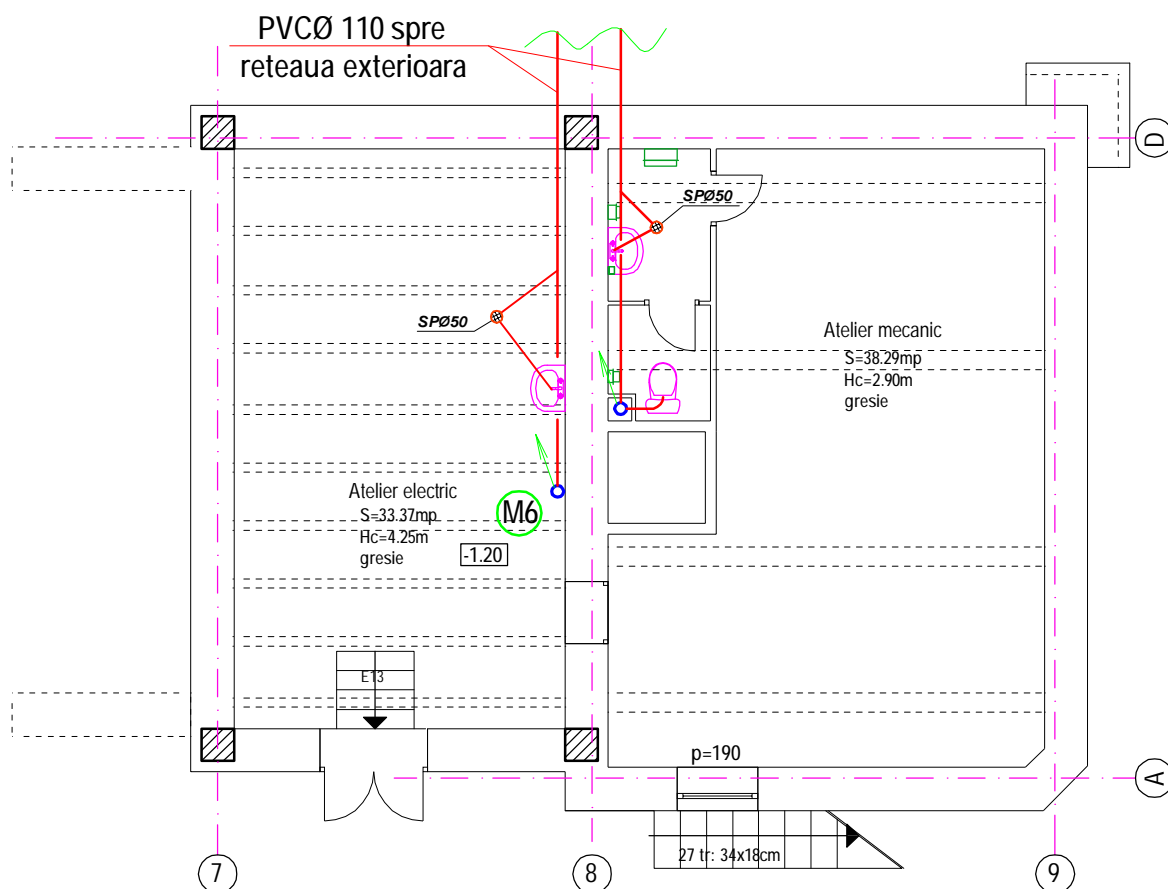 PVCØ 110 spre
reteaua exterioara
D
SPØ50
SPØ50
Atelier mecanic
S=38.29mp
Hc=2.90m
gresie
Atelier electric
S=33.37mp
Hc=4.25m
gresie
M6
-1.20
E13
p=190
A
27 tr: 34x18cm
7
8
9